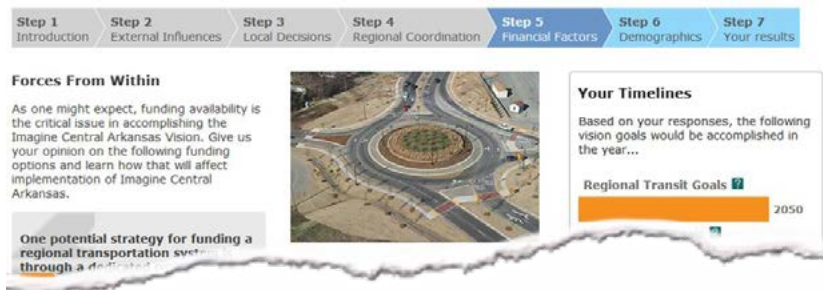 Step 1
Introduction
Step 2
External Influences
Step 3
Local Decisions
Step 4
Regional Coordination
Step 5
Financial Factors
Step 6
Demographics
Step 7
Your results
Forces From Within
As one might expect, funding availability is
the critical issue in accomplishing the
Imagine Central Arkansas Vision. Give us
your opinion on the following funding
options and learn how that will affect
implementation of Imagine Central
Arkansas.
One potential strategy for funding a
regional transportation system is
through a dedicated
Your Timelines
Based on your responses, the following
vision goals would be accomplished in
the year...
Regional Transit Goals ?
2050
?